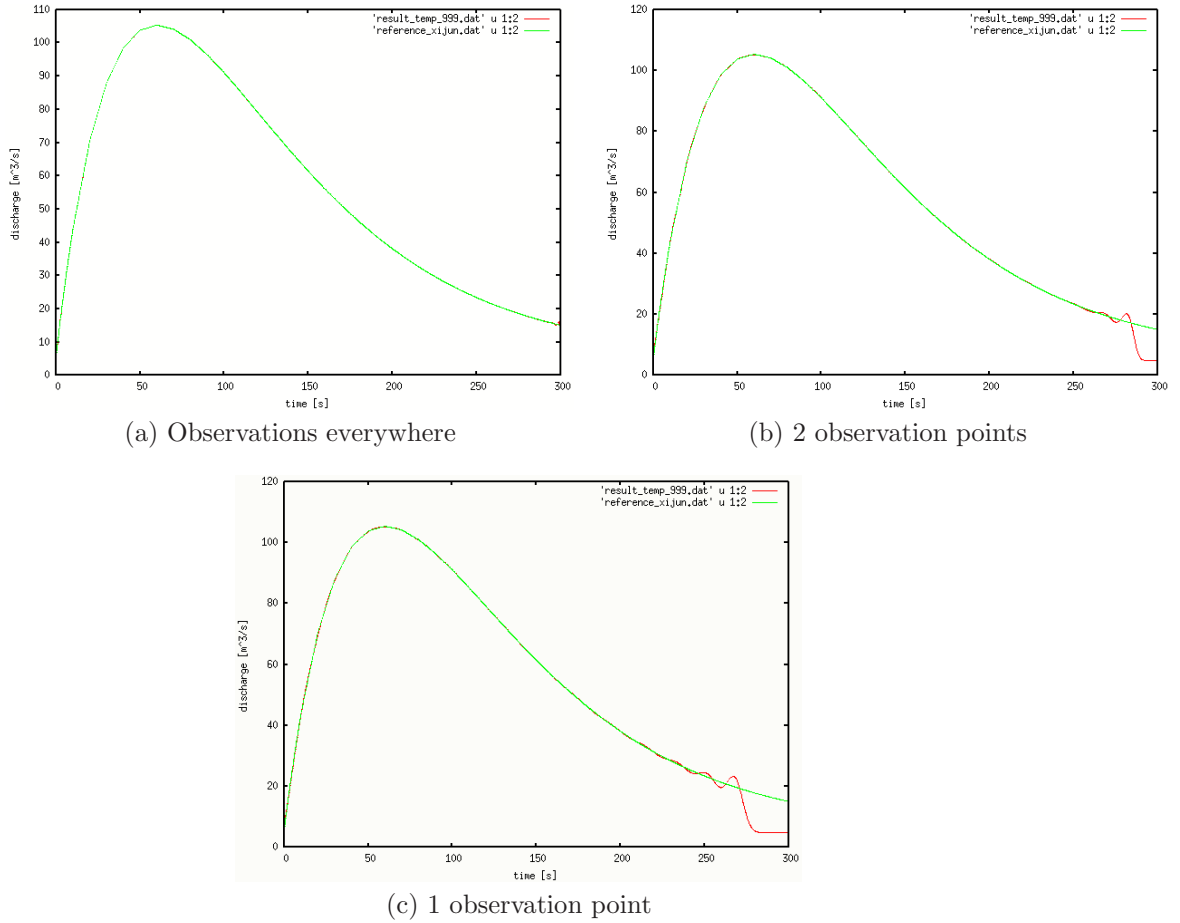 110
100
90
80
70
60
50
40
30
20
10
0
discharge [m^3/s]
'result_temp_999.dat' u 1:2
'reference_xijun.dat' u 1:2
0 50 100 150 200 250 300
time [s]
(a) Observations everywhere
120
100
80
60
40
20
0
discharge [m^3/s]
'result_temp_999.dat' u 1:2
'reference_xijun.dat' u 1:2
0 50 100 150 200 250 300
time [s]
(b) 2 observation points
120
100
80
60
40
20
0
discharge [m^3/s]
'result_temp_999.dat' u 1:2
'reference_xijun.dat' u 1:2
0 50 100 150 200 250 300
time [s]
(c) 1 observation point